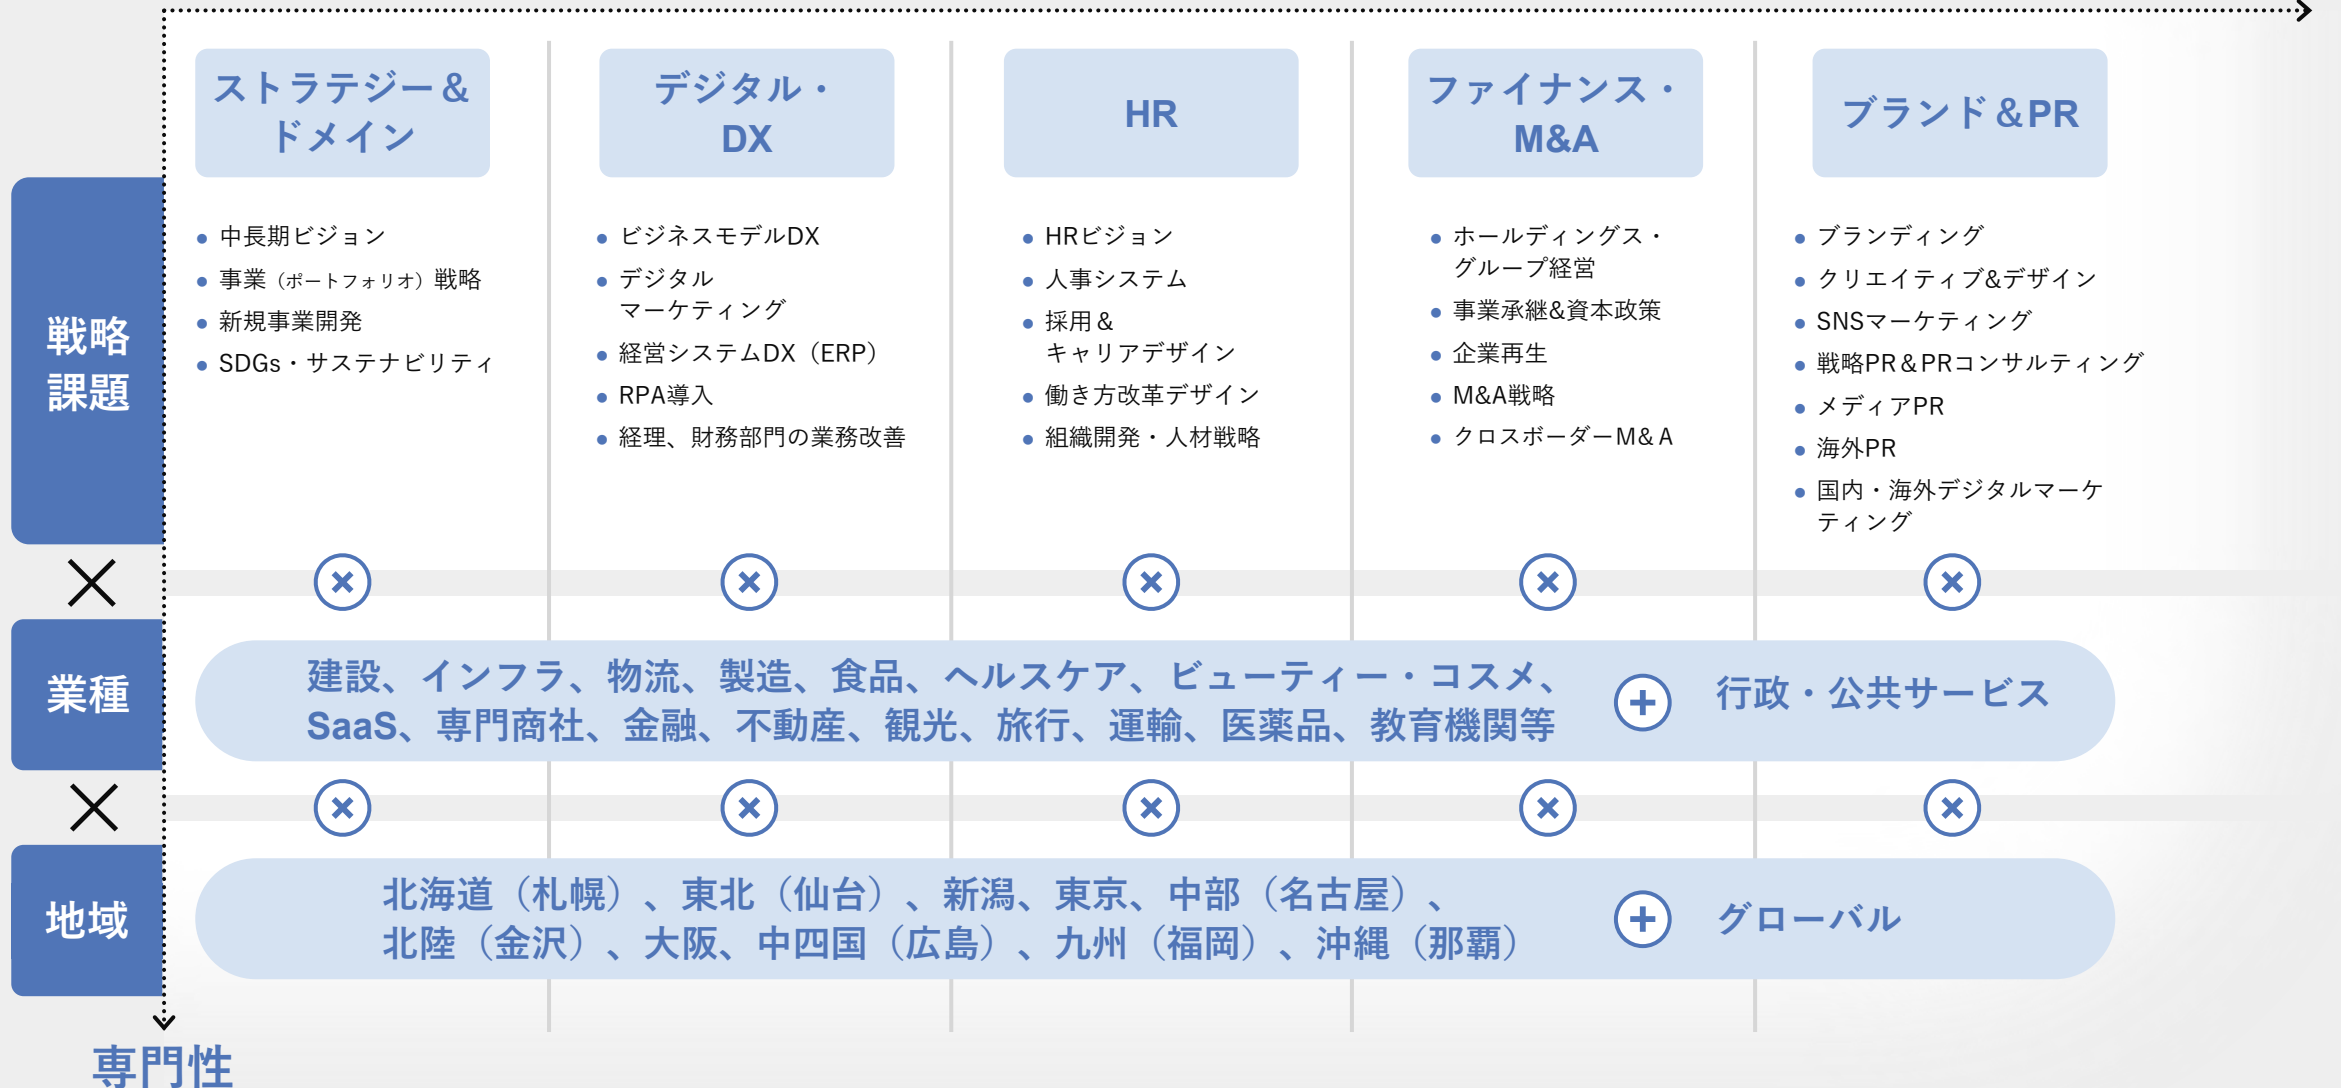 ストラテジー＆
ドメイン
デジタル・
DX
HR
ファイナンス・
M&A
ブランド＆PR
戦略
課題
中長期ビジョン
事業（ポートフォリオ）戦略
新規事業開発
SDGs・サステナビリティ
ビジネスモデルDX
デジタル
マーケティング
経営システムDX（ERP）
RPA導入
経理、財務部門の業務改善
HRビジョン
人事システム
採用＆
キャリアデザイン
働き方改革デザイン
組織開発・人材戦略
ホールディングス・
グループ経営
事業承継&資本政策
企業再生
M&A戦略
クロスボーダーM&A
ブランディング
クリエイティブ&デザイン
SNSマーケティング
戦略PR＆PRコンサルティング
メディアPR
海外PR
国内・海外デジタルマーケ
ティング
業種
建設、インフラ、物流、製造、食品、ヘルスケア、ビューティー・コスメ、
SaaS、専門商社、金融、不動産、観光、旅行、運輸、医薬品、教育機関等
行政・公共サービス
地域
北海道（札幌）、東北（仙台）、新潟、東京、中部（名古屋）、
北陸（金沢）、大阪、中四国（広島）、九州（福岡）、沖縄（那覇）
グローバル
専門性